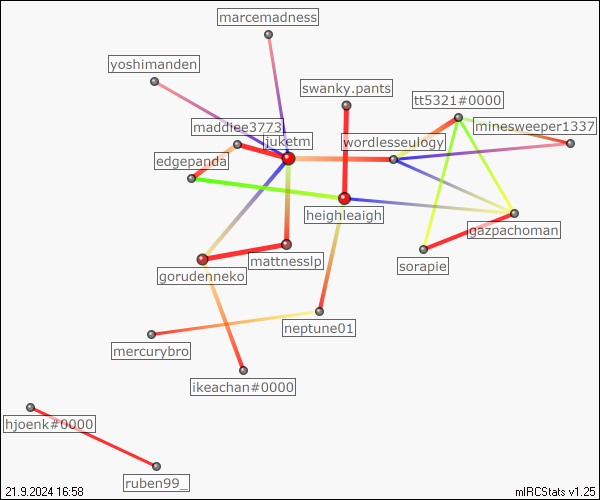 marcemadness
yoshimanden
swanky.pants
tt5321#0000
maddiee3773
minesweeper1337
juketm
wordlesseulogy
edgepanda
heighleaigh
gazpachoman
mattnesslp
sorapie
gorudenneko
neptune01
mercurybro
ikeachan#0000
hjoenk#0000
ruben99_
21.9.2024 16:58
mIRCStats v1.25